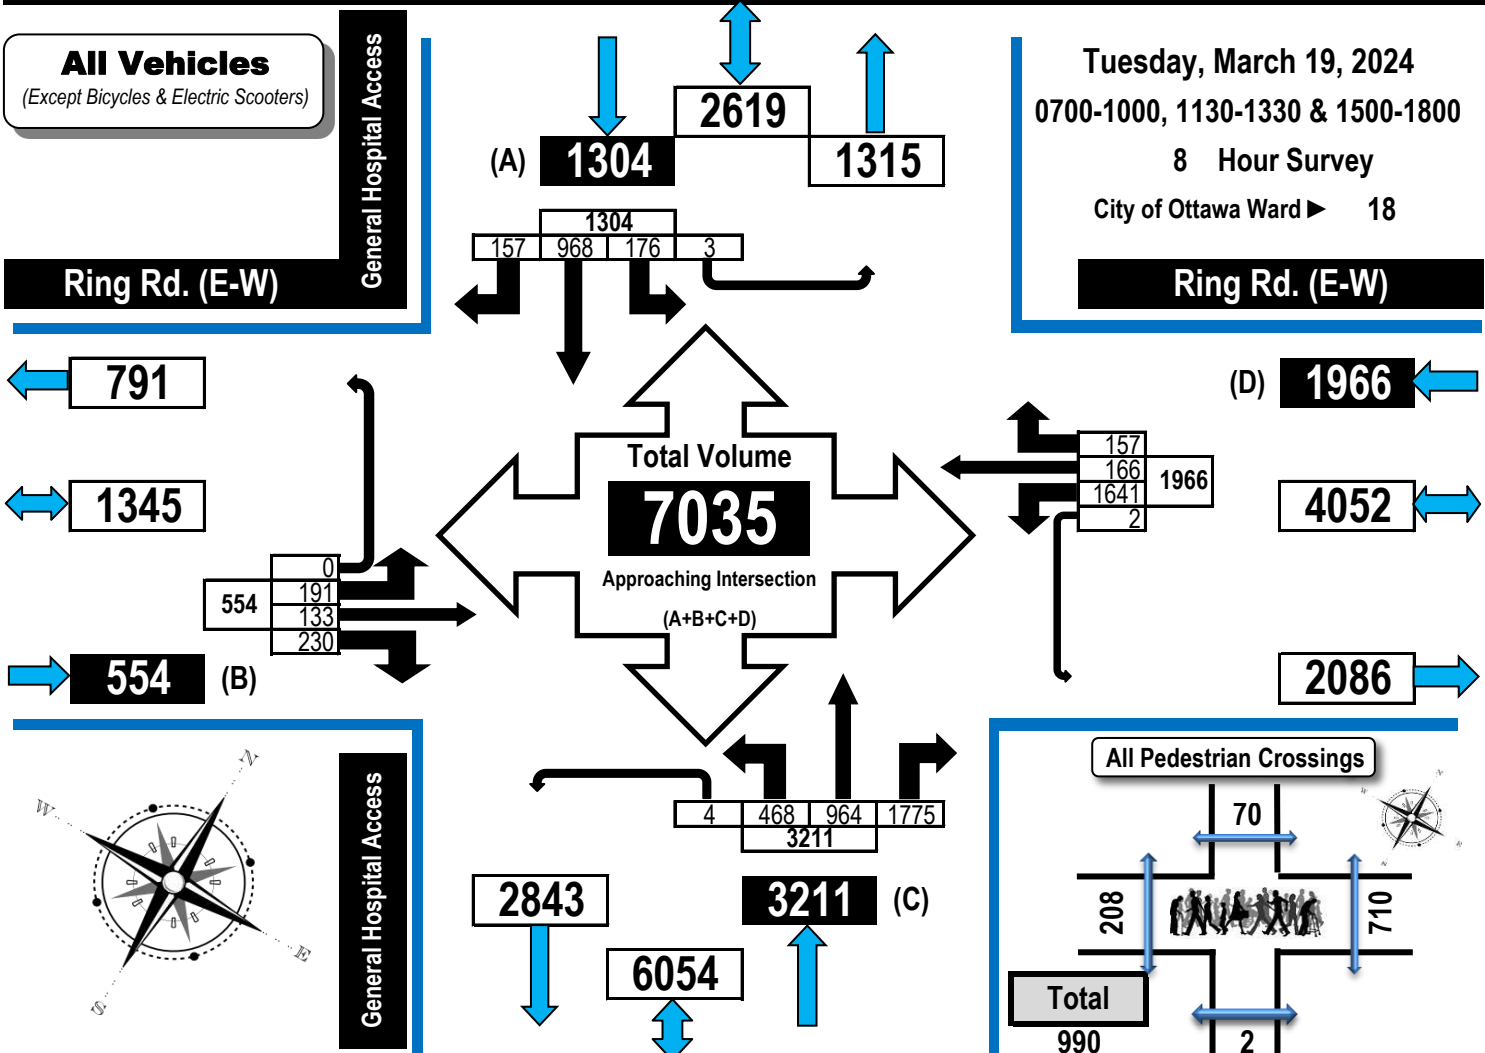 All Vehicles
(Except Bicycles & Electric Scooters)
General Hospital Access
Ring Rd. (E-W)
2619
(A) 1304
1315
1304
157 968 176 3
Tuesday, March 19, 2024
0700-1000, 1130-1330 & 1500-1800
8 Hour Survey
City of Ottawa Ward ► 18
Ring Rd. (E-W)
791
1345
0
191
133
230
554
554 (B)
Total Volume
7035
Approaching Intersection
(A+B+C+D)
(D) 1966
157
166
1641
2
1966
4052
2086
N
W
E
S
General Hospital Access
4 468 964 1775
3211
2843
3211 (C)
6054
All Pedestrian Crossings
70
208
710
2
Total
990
N
W
E
S